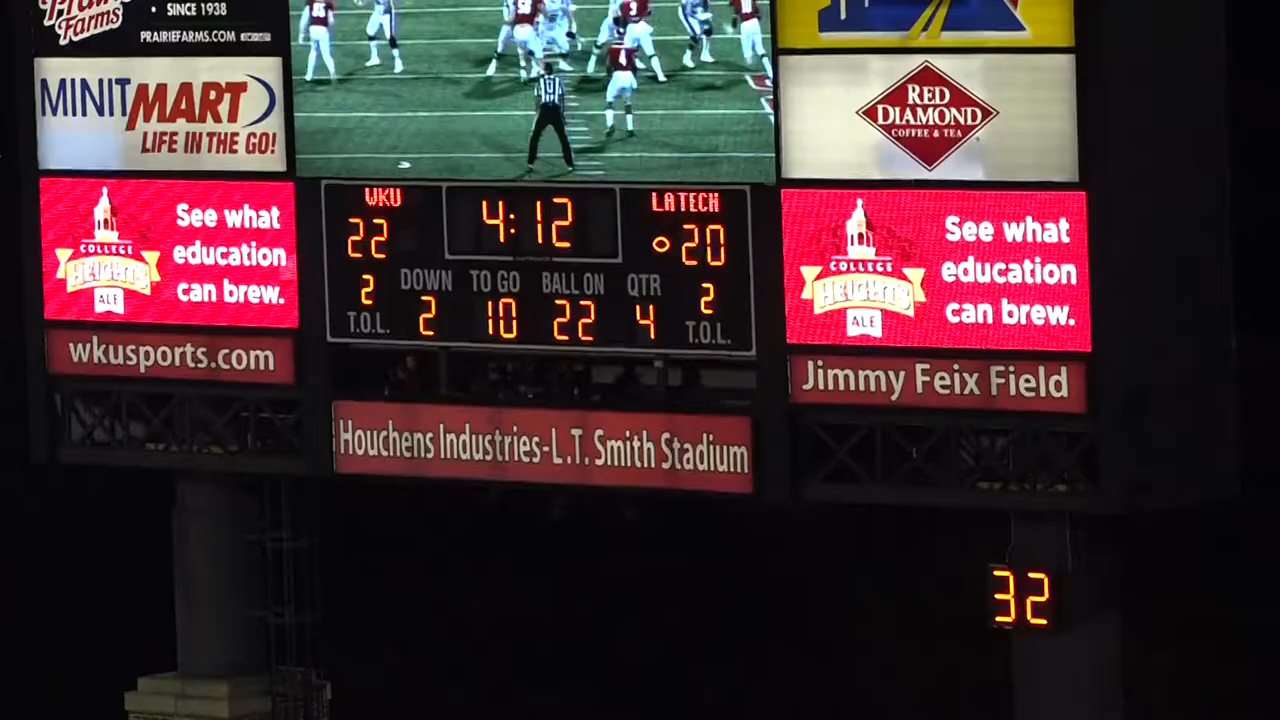 Prairie Farms
• SINCE 1938
PRAIRIEFARMS.COM
MINITMART
LIFE IN THE GO!
See what
education
can brew.
COLLEGE
HEIGHTS
ALE
wkusports.com
WKU
22
4:12
LATECH
20
DOWN
TO GO
BALL ON
QTR
2
T.O.L.
2
10
22
4
2
T.O.L.
Houchens Industries-L.T. Smith Stadium
RED
DIAMOND
COFFEE & TEA
See what
education
can brew.
COLLEGE
HEIGHTS
ALE
Jimmy Feix Field
32